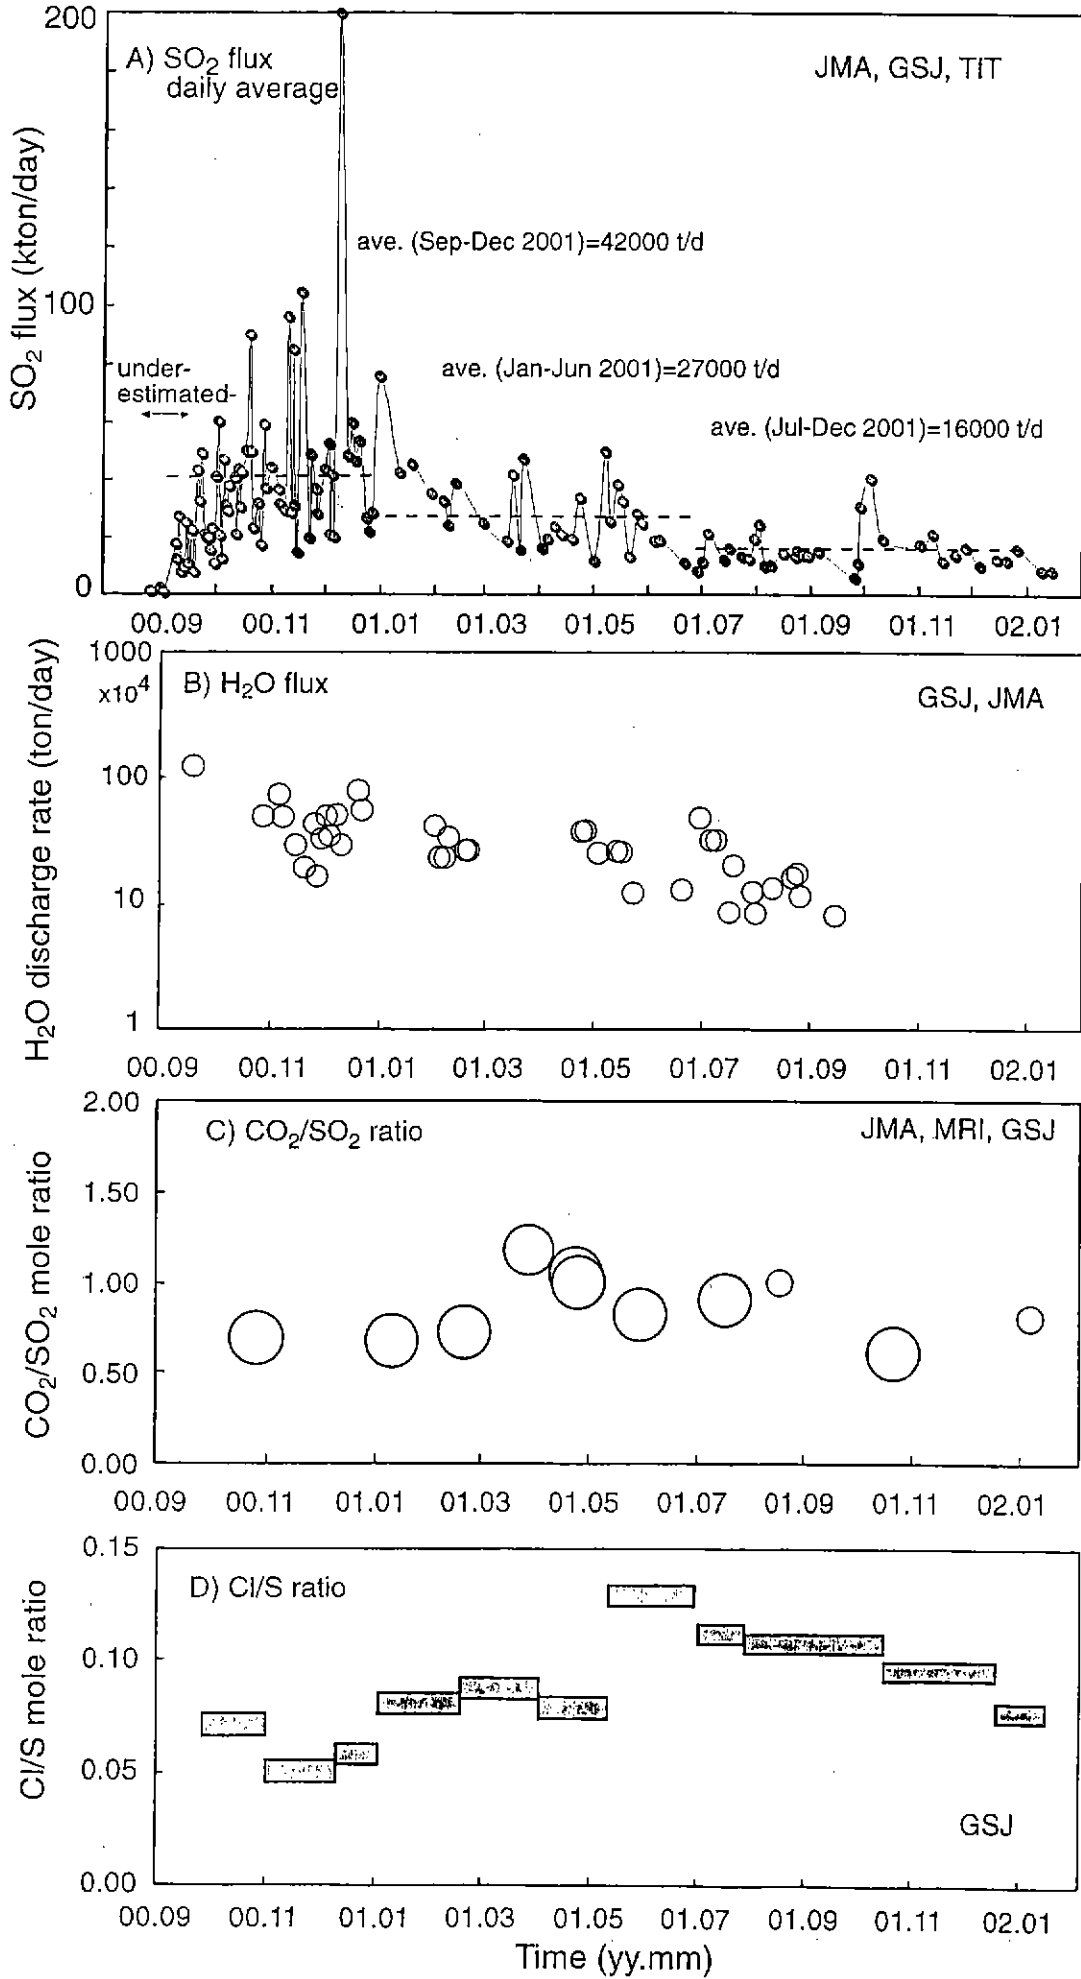 200
A) SO2 flux
daily average
JMA, GSJ, TIT
SO2 flux (kton/day)
ave. (Sep-Dec 2001)=42000 t/d
100
under-
estimated-
ave. (Jan-Jun 2001)=27000 t/d
ave. (Jul-Dec 2001)=16000 t/d
0
00.09 00.11 01.01 01.03 01.05 01.07 01.09 01.11 02.01
1000
x10^4
B) H2O flux
GSJ, JMA
H2O discharge rate (ton/day)
100
10
1
00.09 00.11 01.01 01.03 01.05 01.07 01.09 01.11 02.01
2.00
C) CO2/SO2 ratio
JMA, MRI, GSJ
CO2/SO2 mole ratio
1.50
1.00
0.50
0.00
00.09 00.11 01.01 01.03 01.05 01.07 01.09 01.11 02.01
0.15
D) Cl/S ratio
Cl/S mole ratio
0.10
0.05
GSJ
0.00
00.09 00.11 01.01 01.03 01.05 01.07 01.09 01.11 02.01
Time (yy.mm)